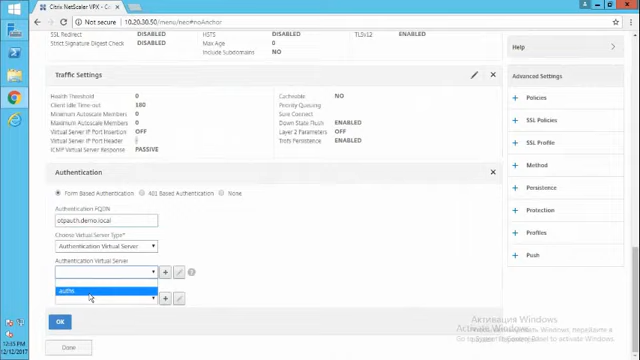 Citrix NetScaler VPX
Not secure | 10.20.30.50/menu/neo#noAnchor
SSL Redirect DISABLED HSTS DISABLED TLSv12 ENABLED
Strict Signature Digest Check DISABLED Max Age 0
Include Subdomains NO
Help
Traffic Settings
Advanced Settings
Health Threshold 0 Cacheable NO
Client Idle Time-out 180 Priority Queuing
Minimum Autoscale Members 0 Sure Connect
Maximum Autoscale Members 0 Down State Flush ENABLED
Virtual Server IP Port Insertion OFF Layer 2 Parameters OFF
Virtual Server IP Port Header - Trofs Persistence ENABLED
ICMP Virtual Server Response PASSIVE
Policies
SSL Policies
SSL Profile
Method
Persistence
Protection
Profiles
Push
Authentication
Form Based Authentication 401 Based Authentication None
Authentication FQDN
otpauth.demo.local
Choose Virtual Server Type*
Authentication Virtual Server
Authentication Virtual Server
OK
Done
Активация Windows
12:35 PM
12/12/2017